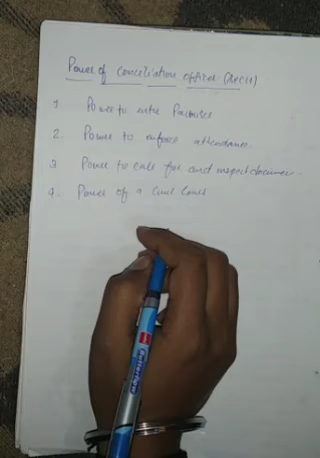 Power of Conciliation officer (Sec 11)
1 Power to enter Premises
2. Power to enforce attendance.
3 Power to call for and inspect documents.
4. Power of a Civil Court